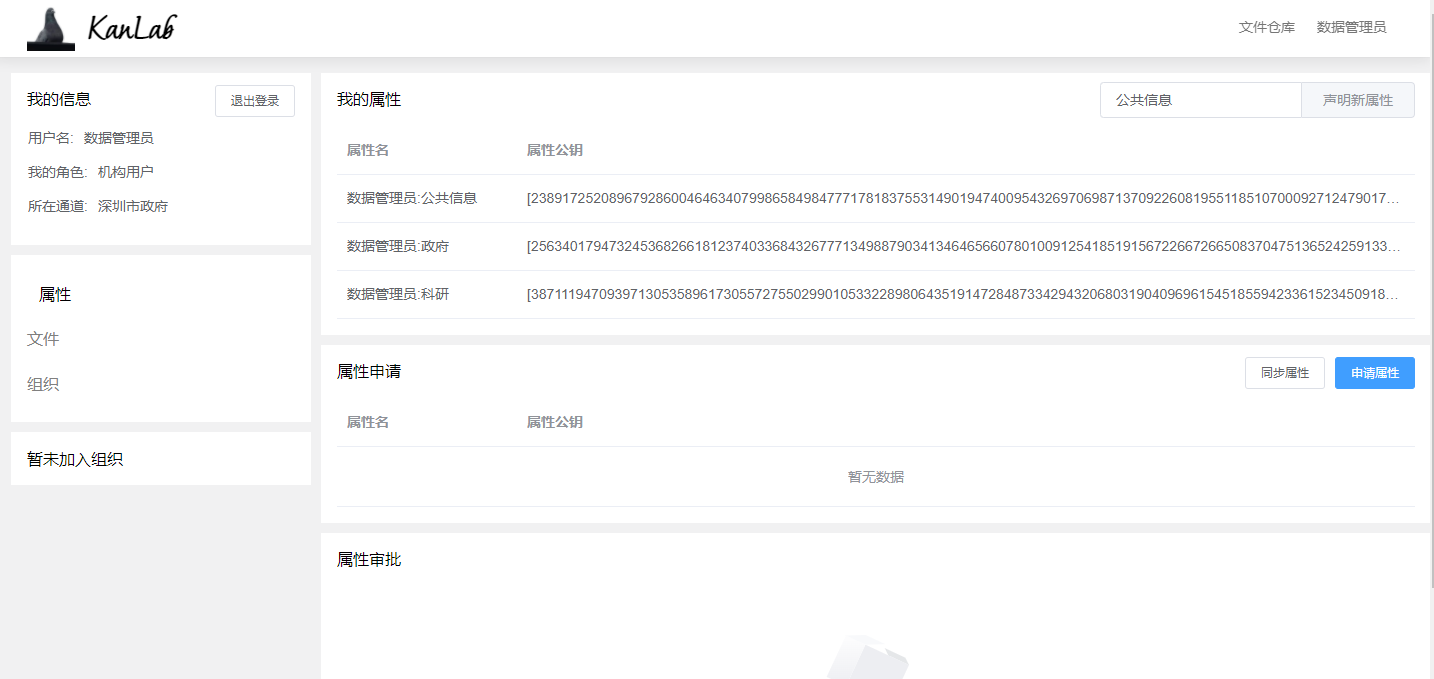 KanLab
文件仓库 数据管理员
我的信息 退出登录
用户名: 数据管理员
我的角色: 机构用户
所在通道: 深圳市政府
属性
文件
组织
暂未加入组织
我的属性 公共信息 声明新属性
属性名 属性公钥
数据管理员:公共信息 [23891725208967928600464634079986584984777178183755314901947400954326970698713709226081955118510700092712479017...
数据管理员:政府 [25634017947324536826618123740336843267771349887903413464656607801009125418519156722667266508370475136524259133...
数据管理员:科研 [38711194709397130535896173055727550299010533228980643519147284873342943206803190409696154518559423361523450918...
属性申请 同步属性 申请属性
属性名 属性公钥
暂无数据
属性审批